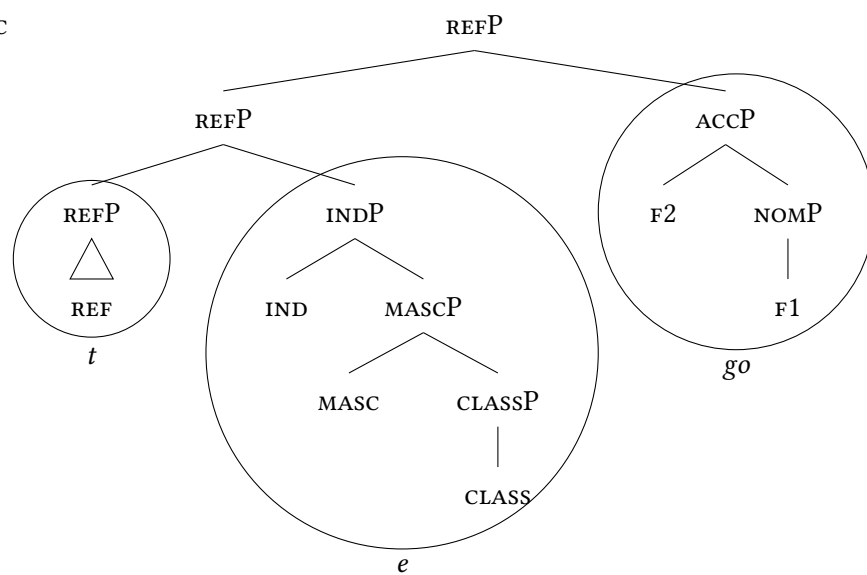 C REFP
REFP ACCP
REFP INDP F2 NOMP
REF IND MASCP F1
t go
MASC CLASSP
CLASS
e